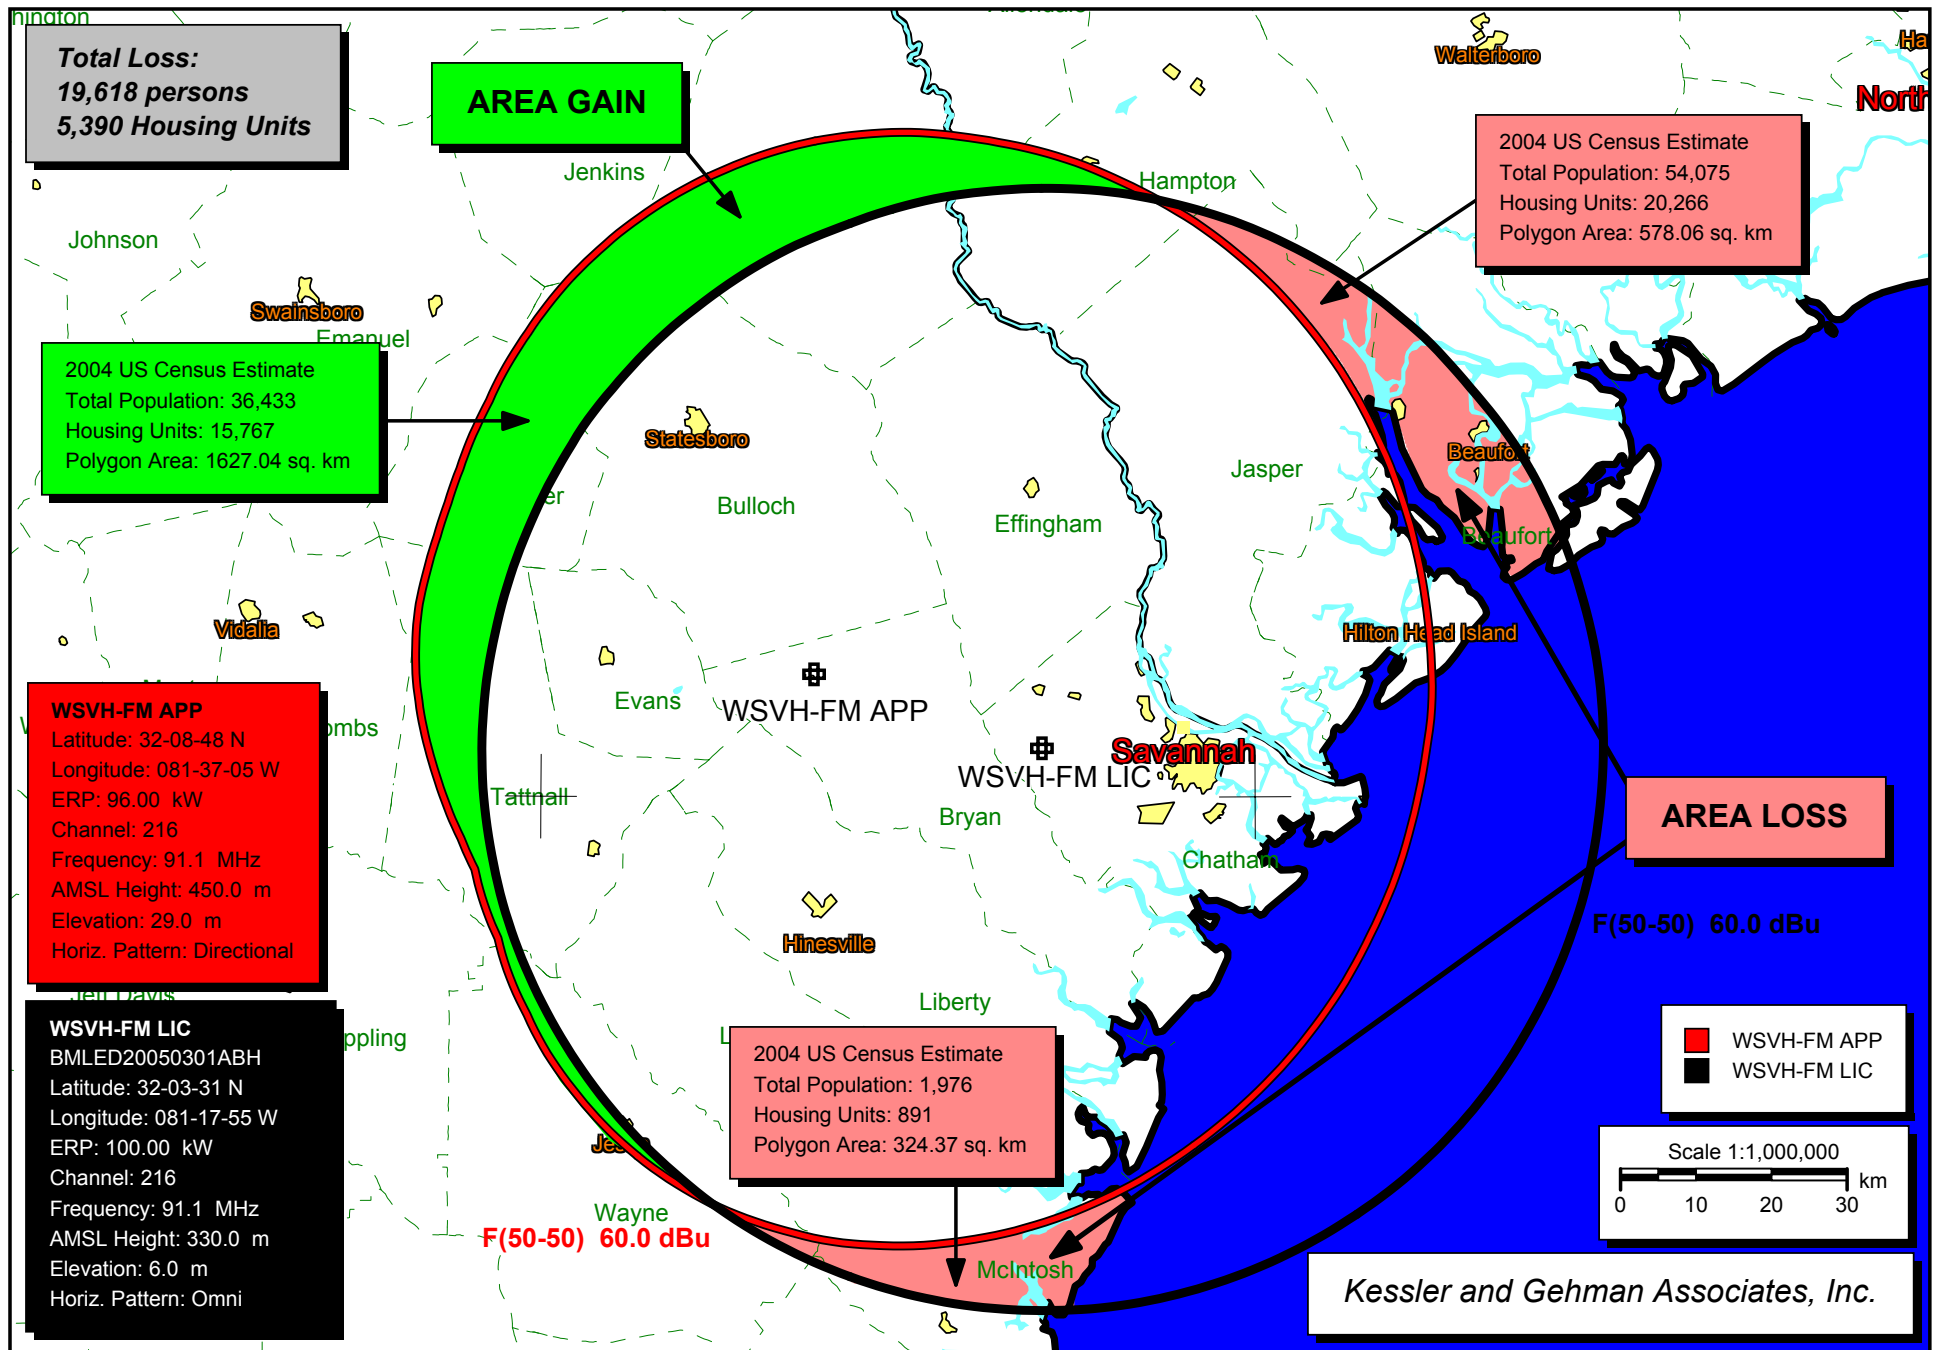 Total Loss:
19,618 persons
5,390 Housing Units
AREA GAIN
Walterboro
North
2004 US Census Estimate
Total Population: 54,075
Housing Units: 20,266
Polygon Area: 578.06 sq. km
Jenkins
Hampton
Johnson
Swainsboro
Emanuel
2004 US Census Estimate
Total Population: 36,433
Housing Units: 15,767
Polygon Area: 1627.04 sq. km
Statesboro
Bulloch
Effingham
Jasper
Beaufort
Beaufort
Vidalia
Hilton Head Island
Evans
WSVH-FM APP
WSVH-FM LIC
Savannah
Tattnall
Bryan
Chatham
Hinesville
Liberty
WSVH-FM APP
Latitude: 32-08-48 N
Longitude: 081-37-05 W
ERP: 96.00 kW
Channel: 216
Frequency: 91.1 MHz
AMSL Height: 450.0 m
Elevation: 29.0 m
Horiz. Pattern: Directional
ombs
Jeff Davis
ppling
WSVH-FM LIC
BMLED20050301ABH
Latitude: 32-03-31 N
Longitude: 081-17-55 W
ERP: 100.00 kW
Channel: 216
Frequency: 91.1 MHz
AMSL Height: 330.0 m
Elevation: 6.0 m
Horiz. Pattern: Omni
AREA LOSS
F(50-50) 60.0 dBu
2004 US Census Estimate
Total Population: 1,976
Housing Units: 891
Polygon Area: 324.37 sq. km
Wayne
F(50-50) 60.0 dBu
McIntosh
WSVH-FM APP
WSVH-FM LIC
Scale 1:1,000,000
km
0 10 20 30
Kessler and Gehman Associates, Inc.